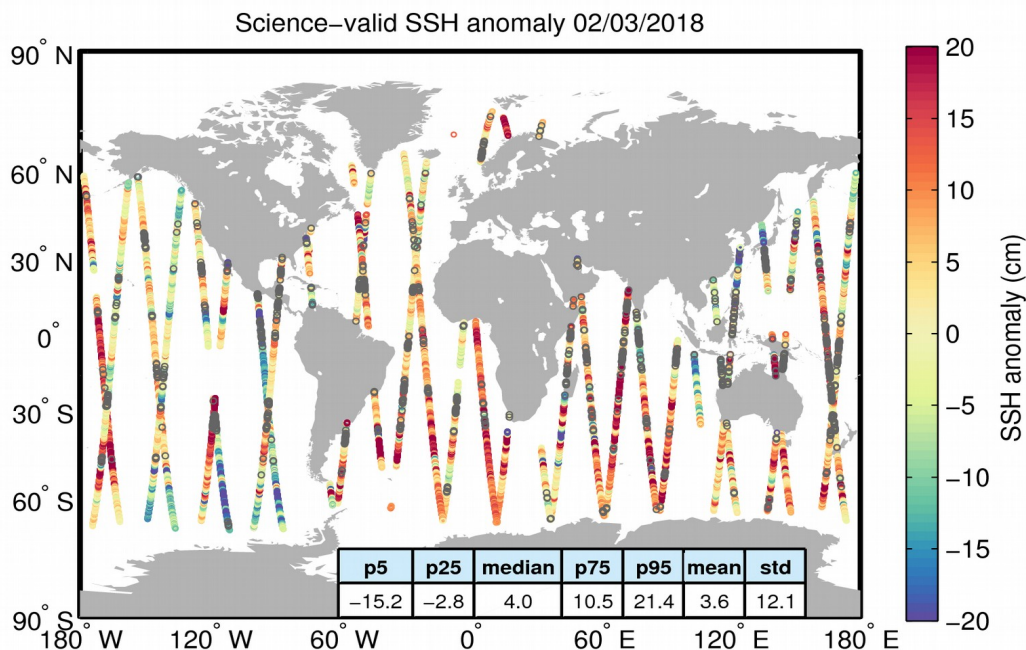 Science−valid SSH anomaly 02/03/2018
90° N
60° N
30° N
0°
30° S
60° S
90° S
180° W
120° W
60° W
0°
60° E
120° E
180° E
p5 p25 median p75 p95 mean std
−15.2 −2.8 4.0 10.5 21.4 3.6 12.1
20
15
10
5
0
−5
−10
−15
−20
SSH anomaly (cm)